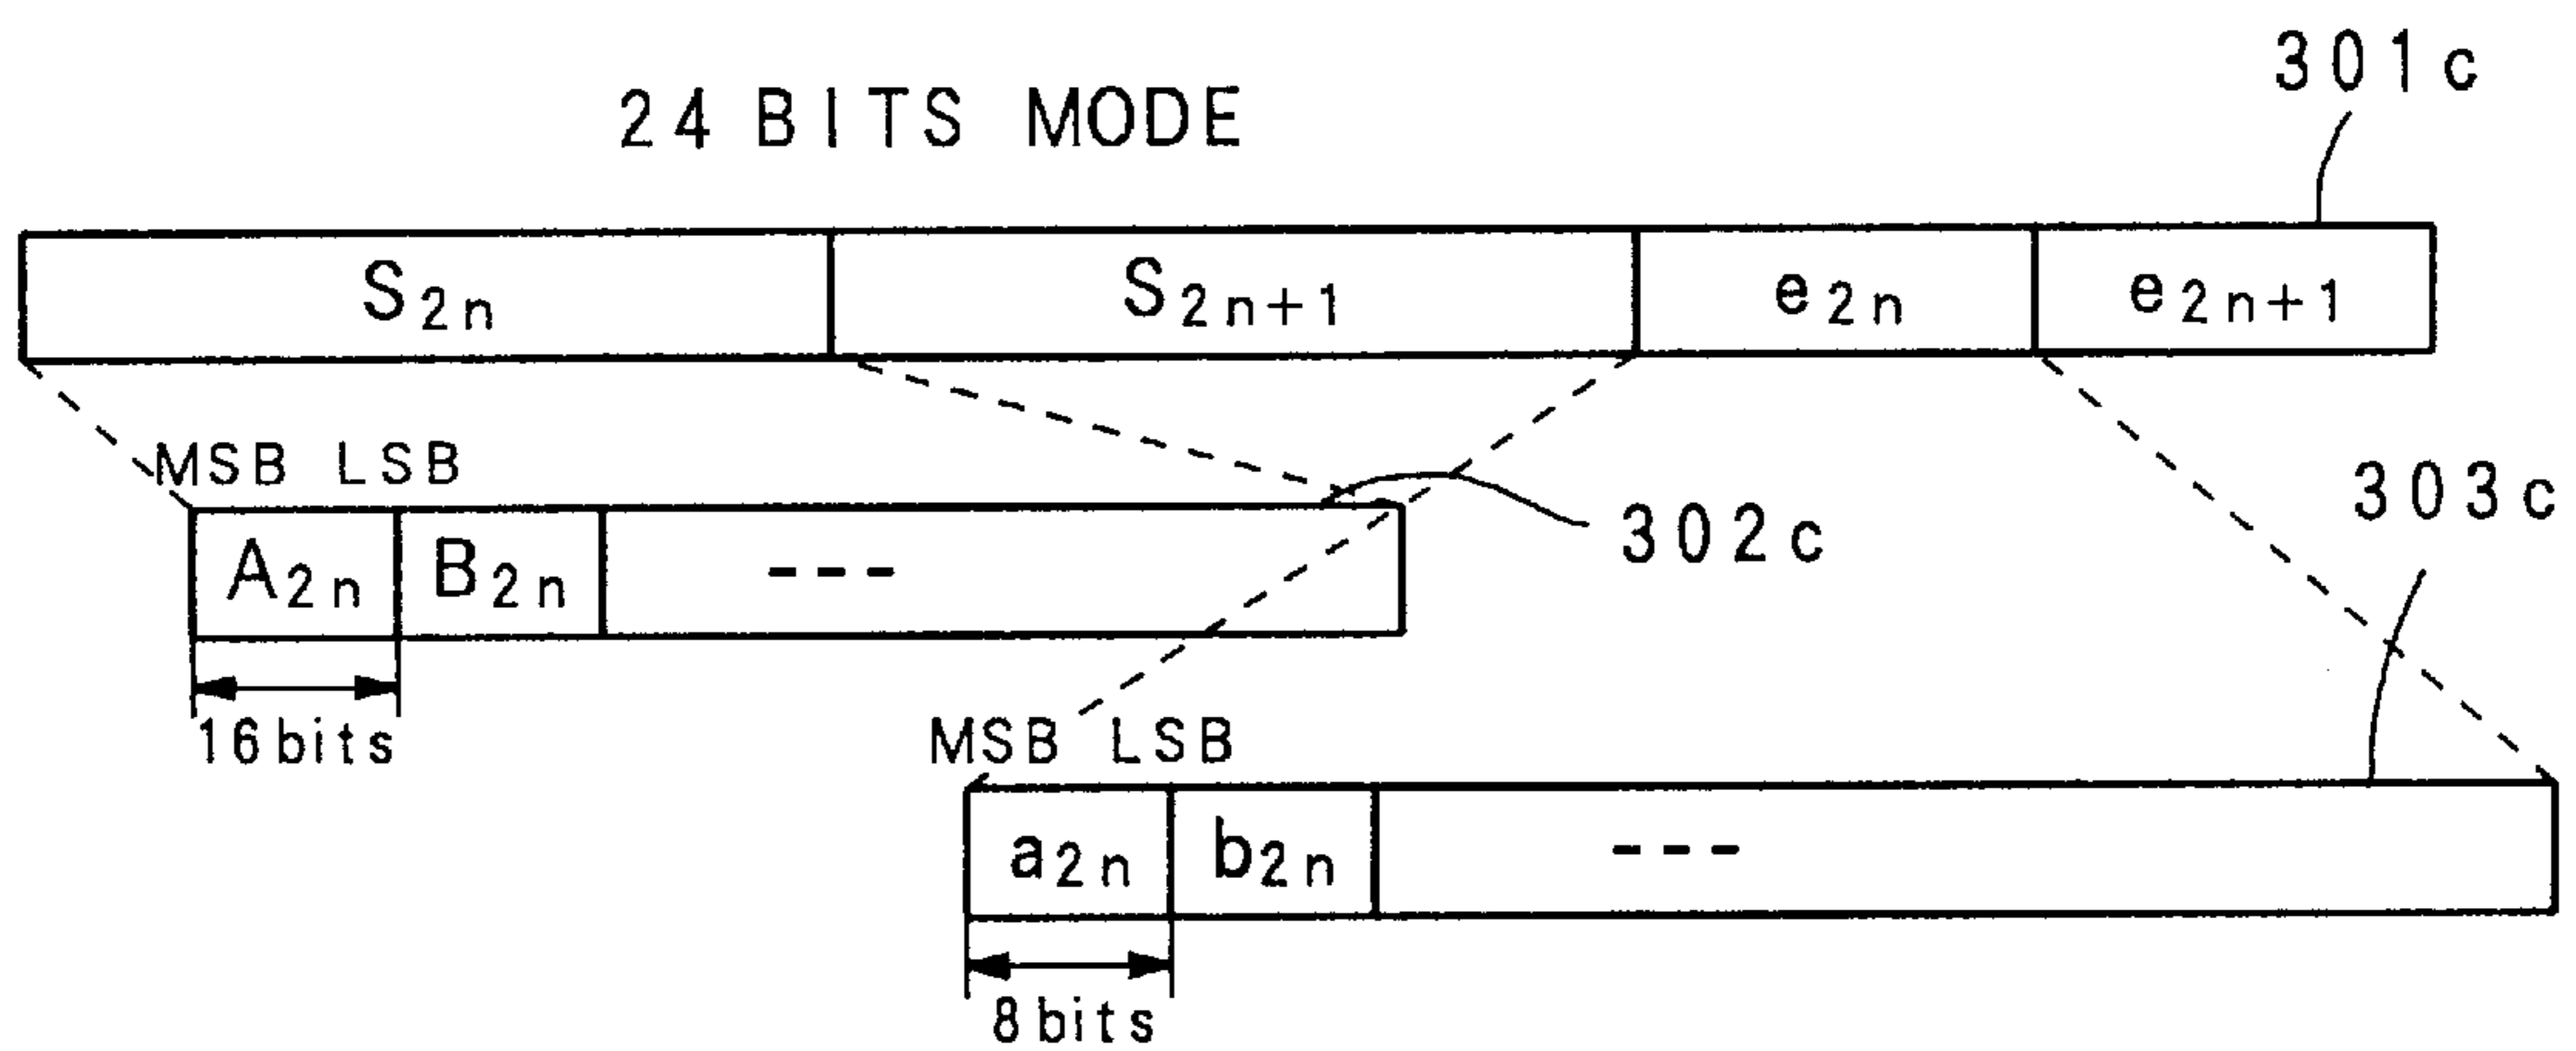 301c
24 BITS MODE
S2n S2n+1 e2n e2n+1
MSB LSB
303c
302c
A2n B2n ---
16bits
MSB LSB
a2n b2n ---
8bits